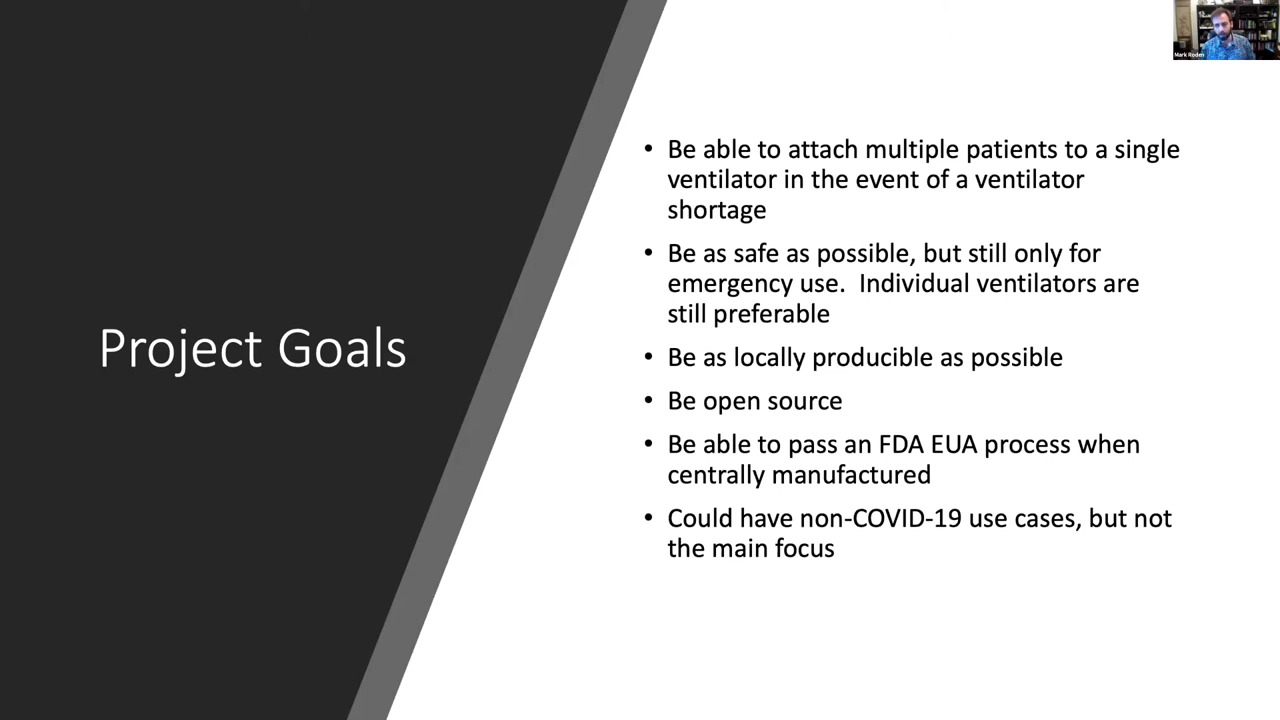 Mark Roden
Project Goals
• Be able to attach multiple patients to a single
ventilator in the event of a ventilator
shortage
• Be as safe as possible, but still only for
emergency use.  Individual ventilators are
still preferable
• Be as locally producible as possible
• Be open source
• Be able to pass an FDA EUA process when
centrally manufactured
• Could have non-COVID-19 use cases, but not
the main focus